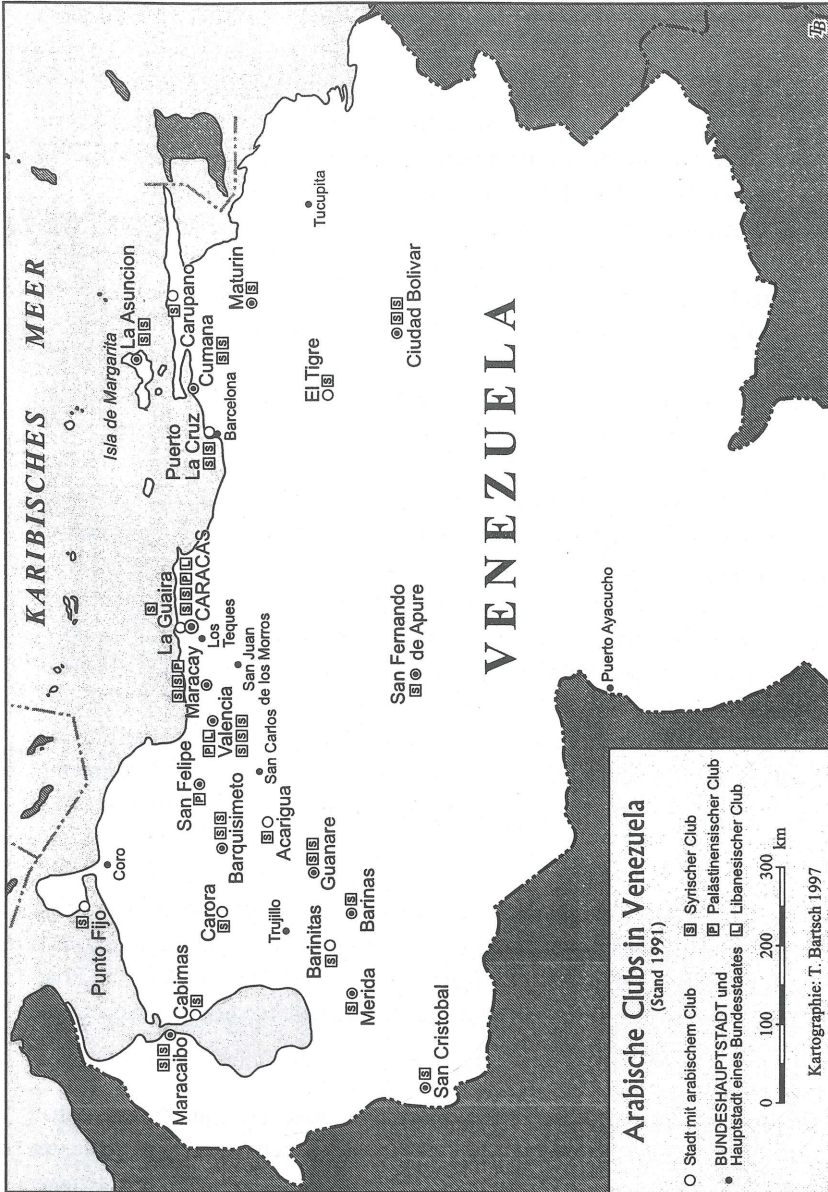 KARIBISCHES MEER
Isla de Margarita
La Asuncion
S S
S
Carupano
Cumana
S S
Puerto
La Cruz
S S
Barcelona
Maturin
S
Tucupita
El Tigre
S
Ciudad Bolivar
S S
La Guaira
S
S S P L
CARACAS
Los
Teques
S S P
Maracay
San Juan
de los Morros
P L
Valencia
S S S
San Carlos
San Felipe
P
Barquisimeto
S S
S
Acarigua
Coro
Punto Fijo
S
Carora
S
Trujillo
Guanare
S S
Barinitas
S
Barinas
S
Merida
S
Cabimas
S
S S
Maracaibo
S
San Cristobal
San Fernando
de Apure
S
VENEZUELA
Puerto Ayacucho
Arabische Clubs in Venezuela
(Stand 1991)
Stadt mit arabischem Club
BUNDESHAUPTSTADT und
Hauptstadt eines Bundesstaates
S Syrischer Club
P Palästinensischer Club
L Libanesischer Club
0 100 200 300 km
Kartographie: T. Bartsch 1997
TB